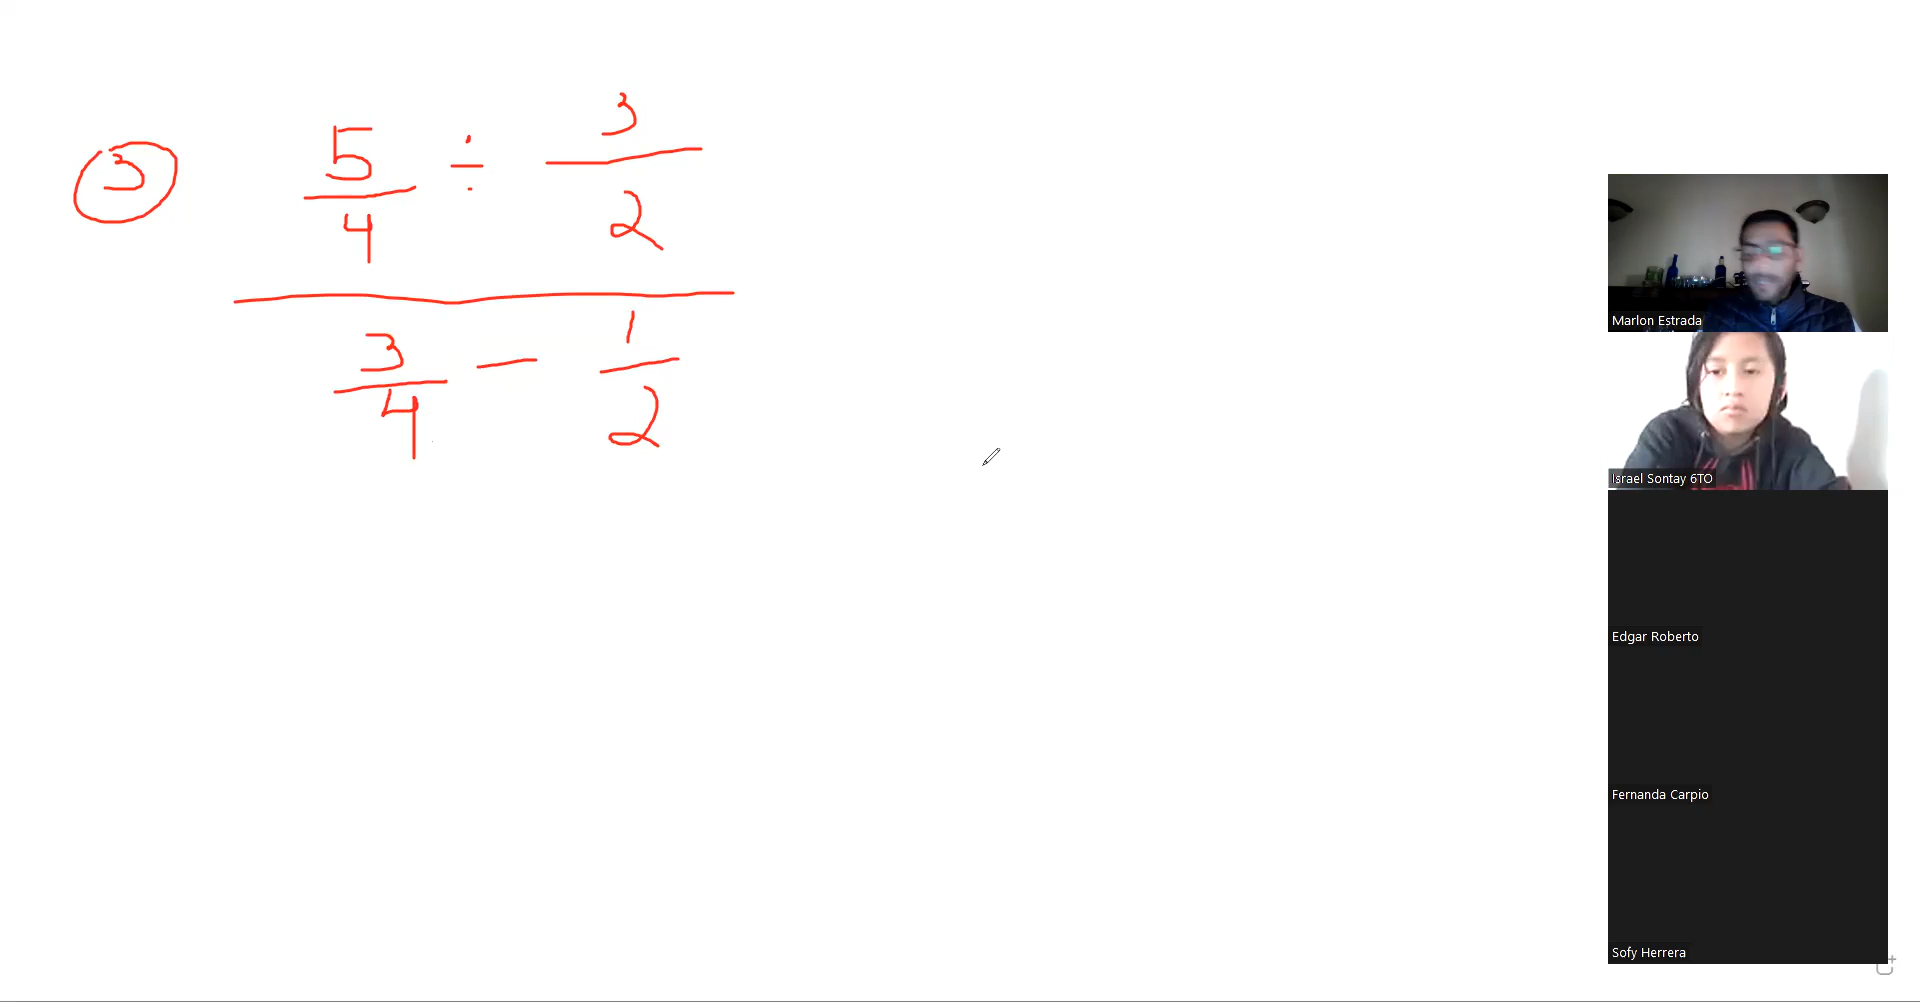 3
5/4 ÷ 3/2
3/4 - 1/2
Marlon Estrada
Israel Sontay 6TO
Edgar Roberto
Fernanda Carpio
Sofy Herrera